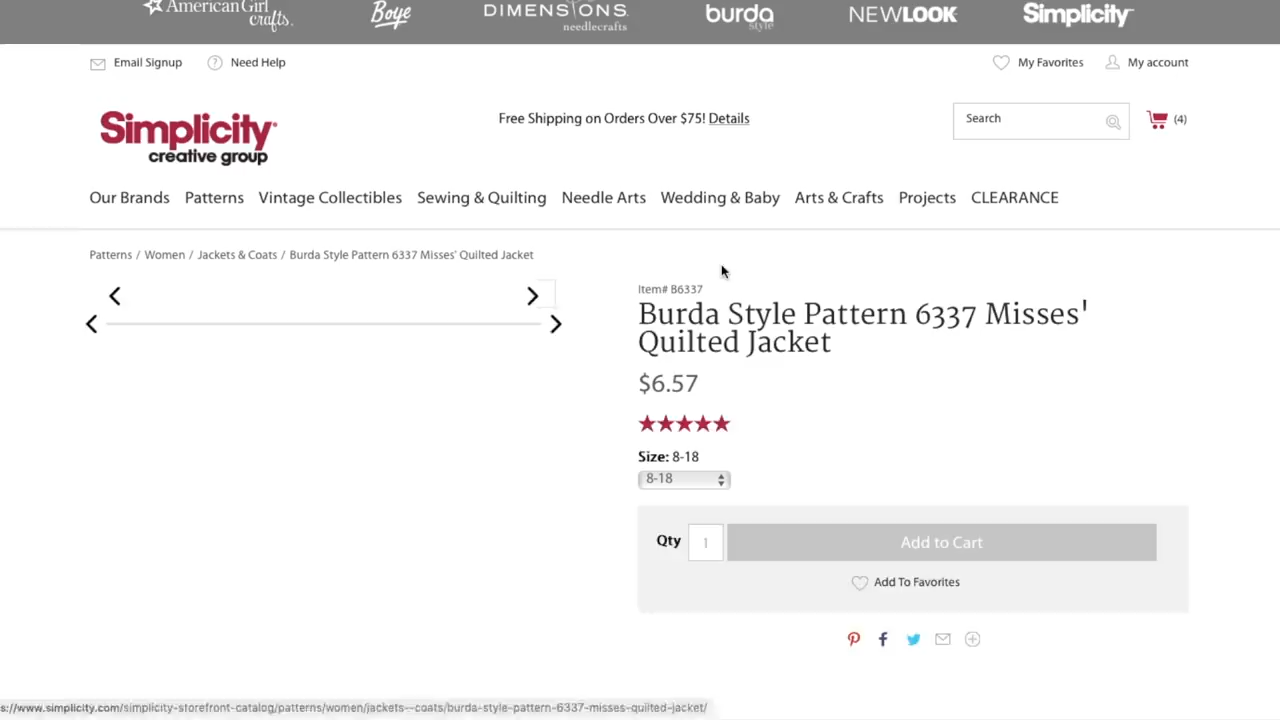 American Girl crafts.
Boye
DIMENSIONS needlecrafts
burda style
NEWLOOK
Simplicity
Email Signup
Need Help
My Favorites
My account
Simplicity creative group
Free Shipping on Orders Over $75! Details
Search
(4)
Our Brands Patterns Vintage Collectibles Sewing & Quilting Needle Arts Wedding & Baby Arts & Crafts Projects CLEARANCE
Patterns / Women / Jackets & Coats / Burda Style Pattern 6337 Misses' Quilted Jacket
Item# B6337
Burda Style Pattern 6337 Misses'
Quilted Jacket
$6.57
Size: 8-18
8-18
Qty 1 Add to Cart
Add To Favorites
s://www.simplicity.com/simplicity-storefront-catalog/patterns/women/jackets--coats/burda-style-pattern-6337-misses-quilted-jacket/